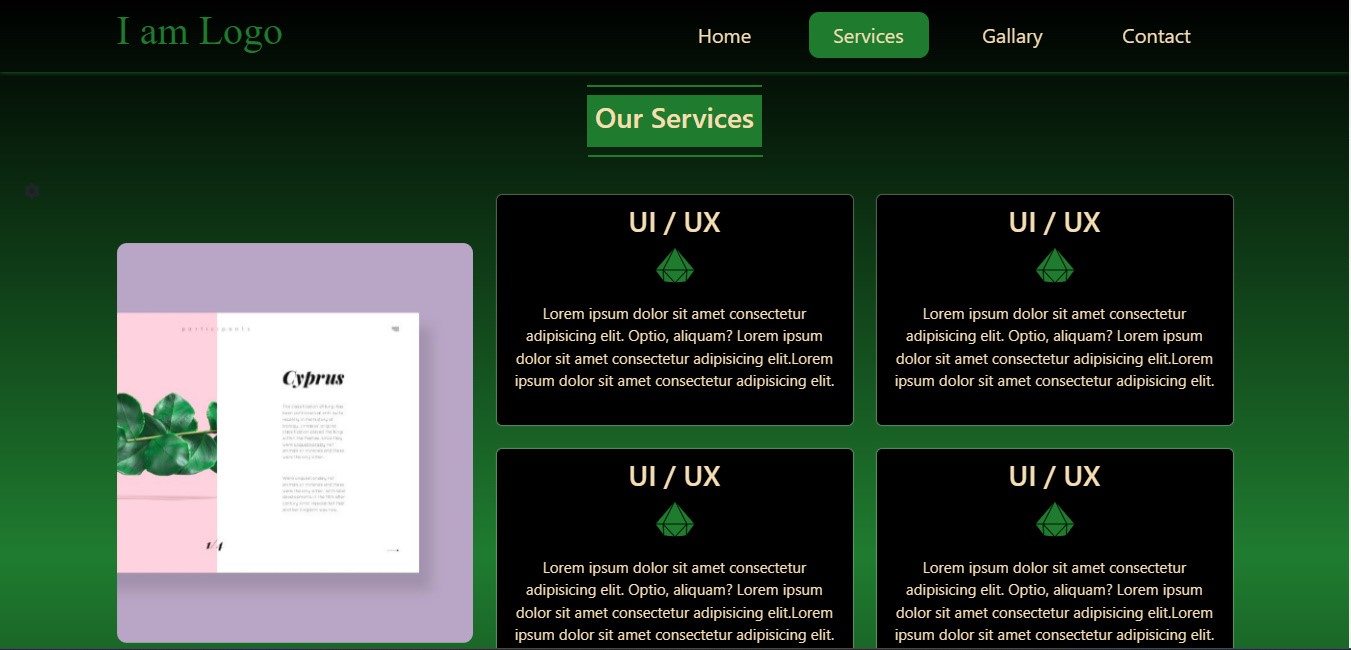 I am Logo
Home
Services
Gallary
Contact
Our Services
participants
Cyprus
1/4
UI / UX
Lorem ipsum dolor sit amet consectetur
adipisicing elit. Optio, aliquam? Lorem ipsum
dolor sit amet consectetur adipisicing elit.Lorem
ipsum dolor sit amet consectetur adipisicing elit.
UI / UX
Lorem ipsum dolor sit amet consectetur
adipisicing elit. Optio, aliquam? Lorem ipsum
dolor sit amet consectetur adipisicing elit.Lorem
ipsum dolor sit amet consectetur adipisicing elit.
UI / UX
Lorem ipsum dolor sit amet consectetur
adipisicing elit. Optio, aliquam? Lorem ipsum
dolor sit amet consectetur adipisicing elit.Lorem
ipsum dolor sit amet consectetur adipisicing elit.
UI / UX
Lorem ipsum dolor sit amet consectetur
adipisicing elit. Optio, aliquam? Lorem ipsum
dolor sit amet consectetur adipisicing elit.Lorem
ipsum dolor sit amet consectetur adipisicing elit.